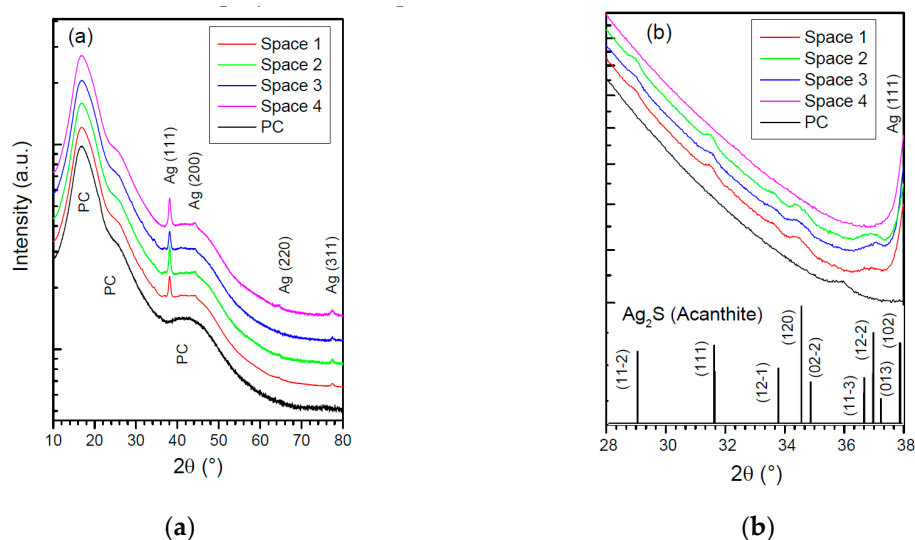 (a)
Space 1
Space 2
Space 3
Space 4
PC
Intensity (a.u.)
PC
PC
PC
Ag (111)
Ag (200)
Ag (220)
Ag (311)
10 20 30 40 50 60 70 80
2θ (°)
(a)
(b)
Space 1
Space 2
Space 3
Space 4
PC
Ag (111)
Ag₂S (Acanthite)
(11-2)
(111)
(12-1)
(120)
(02-2)
(11-3)
(12-2)
(013)
(102)
28 30 32 34 36 38
2θ (°)
(b)